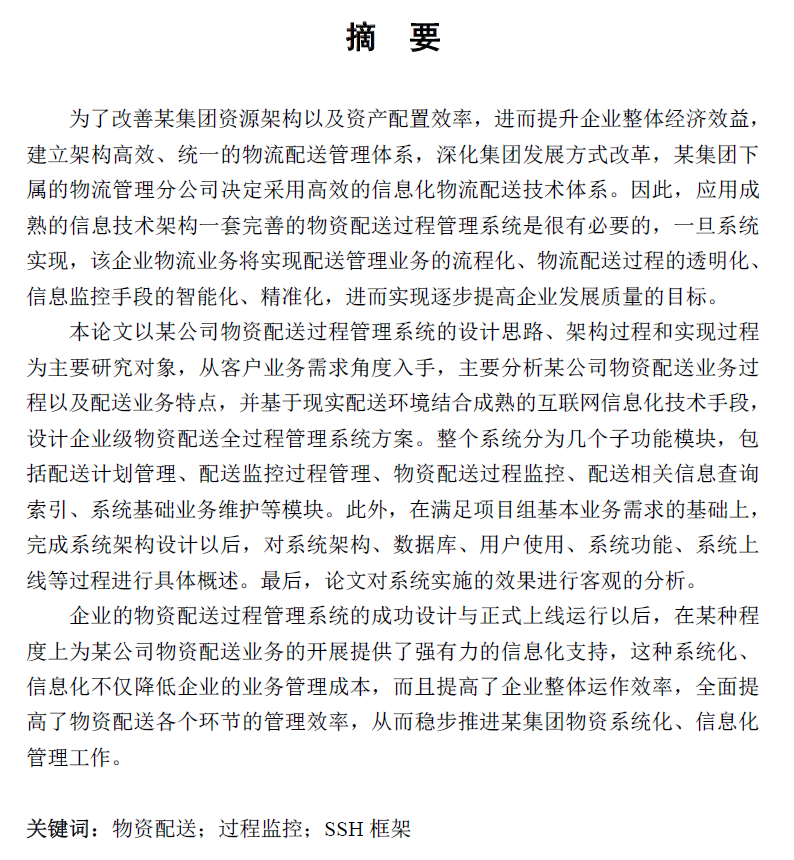 摘 要
为了改善某集团资源架构以及资产配置效率，进而提升企业整体经济效益，
建立架构高效、统一的物流配送管理体系，深化集团发展方式改革，某集团下
属的物流管理分公司决定采用高效的信息化物流配送技术体系。因此，应用成
熟的信息技术架构一套完善的物资配送过程管理系统是很有必要的，一旦系统
实现，该企业物流业务将实现配送管理业务的流程化、物流配送过程的透明化、
信息监控手段的智能化、精准化，进而实现逐步提高企业发展质量的目标。
本论文以某公司物资配送过程管理系统的设计思路、架构过程和实现过程
为主要研究对象，从客户业务需求角度入手，主要分析某公司物资配送业务过
程以及配送业务特点，并基于现实配送环境结合成熟的互联网信息化技术手段，
设计企业级物资配送全过程管理系统方案。整个系统分为几个子功能模块，包
括配送计划管理、配送监控过程管理、物资配送过程监控、配送相关信息查询
索引、系统基础业务维护等模块。此外，在满足项目组基本业务需求的基础上，
完成系统架构设计以后，对系统架构、数据库、用户使用、系统功能、系统上
线等过程进行具体概述。最后，论文对系统实施的效果进行客观的分析。
企业的物资配送过程管理系统的成功设计与正式上线运行以后，在某种程
度上为某公司物资配送业务的开展提供了强有力的信息化支持，这种系统化、
信息化不仅降低企业的业务管理成本，而且提高了企业整体运作效率，全面提
高了物资配送各个环节的管理效率，从而稳步推进某集团物资系统化、信息化
管理工作。
关键词：物资配送；过程监控；SSH 框架